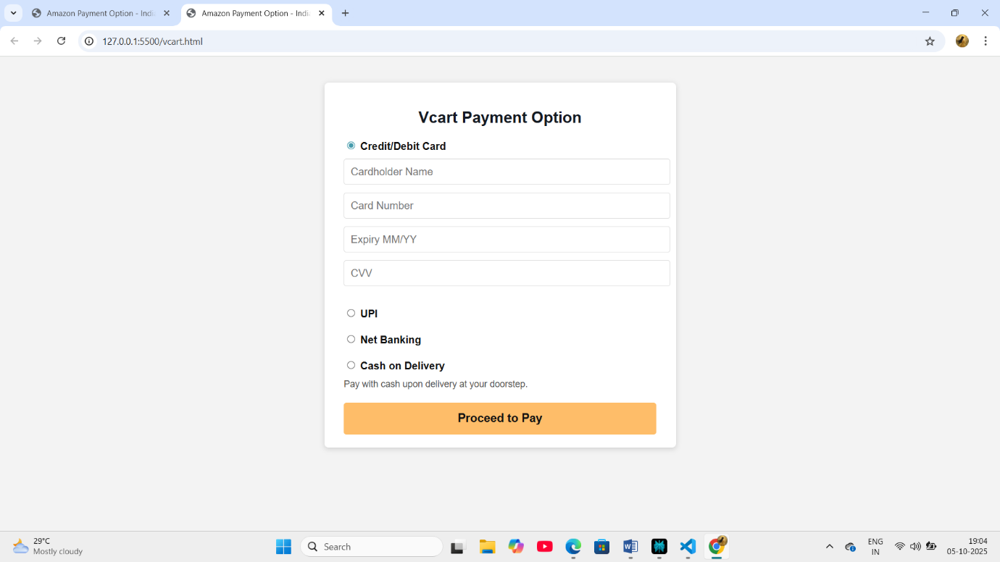 Amazon Payment Option - Indi
Amazon Payment Option - Indi
127.0.0.1:5500/vcart.html
Vcart Payment Option
Credit/Debit Card
Cardholder Name
Card Number
Expiry MM/YY
CVV
UPI
Net Banking
Cash on Delivery
Pay with cash upon delivery at your doorstep.
Proceed to Pay
29°C
Mostly cloudy
Search
ENG
IN
19:04
05-10-2025